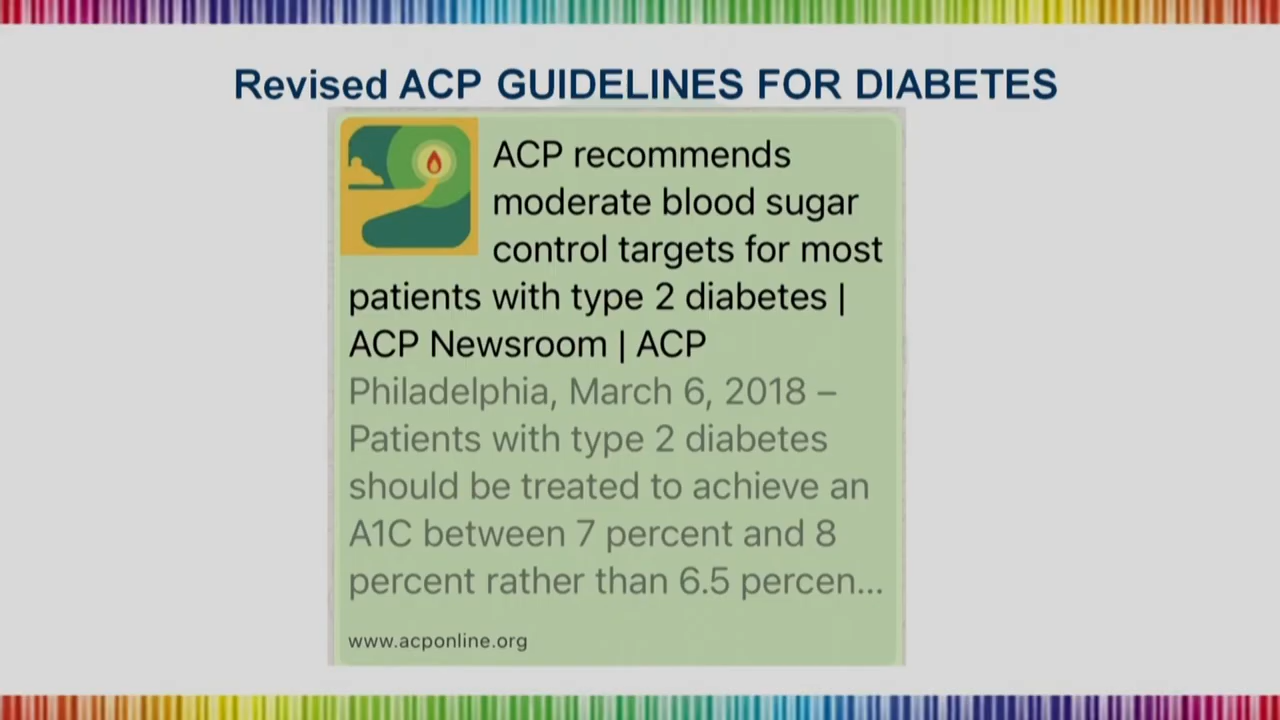 Revised ACP GUIDELINES FOR DIABETES
ACP recommends
moderate blood sugar
control targets for most
patients with type 2 diabetes |
ACP Newsroom | ACP
Philadelphia, March 6, 2018 –
Patients with type 2 diabetes
should be treated to achieve an
A1C between 7 percent and 8
percent rather than 6.5 percen...
www.acponline.org